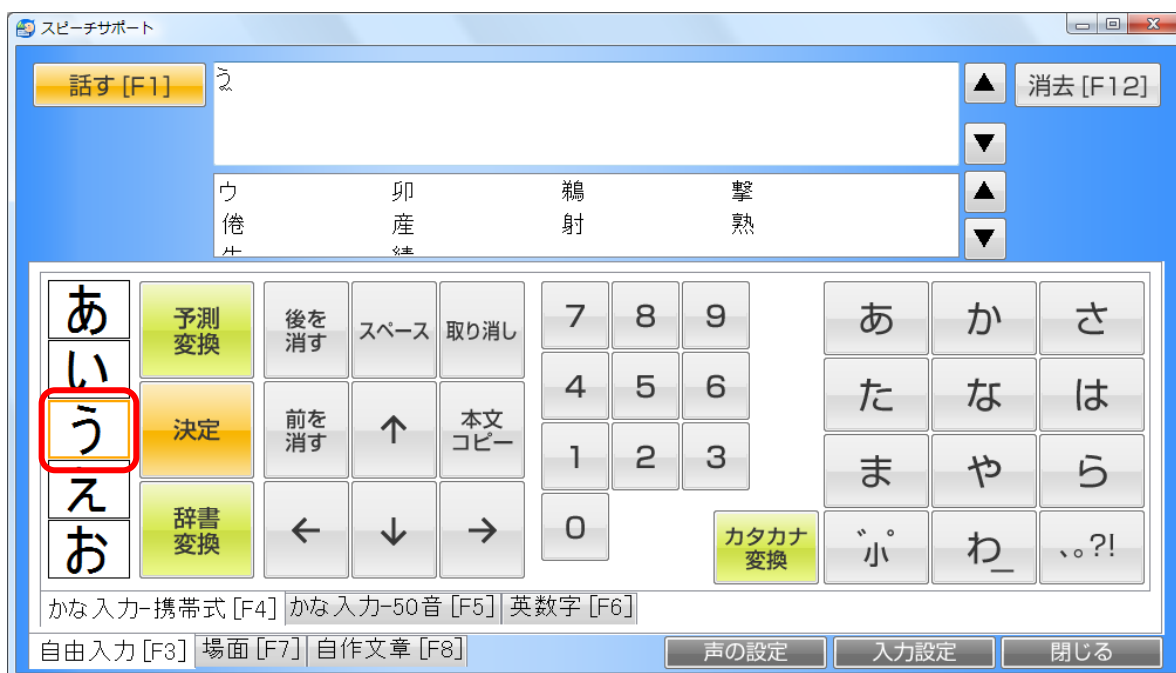 スピーチサポート
話す [F1]
う
▲
消去 [F12]
▼
ウ 卯 鵜 撃
▲
倦 産 射 熟
▼
あ
い
う
え
お
予測
変換
後を
消す
スペース
取り消し
決定
前を
消す
↑
本文
コピー
辞書
変換
←
↓
→
7 8 9
4 5 6
1 2 3
0
カタカナ
変換
あ か さ
た な は
ま や ら
゛゜小
わ_
、。?!
かな入力-携帯式 [F4] かな入力-50音 [F5] 英数字 [F6]
自由入力 [F3] 場面 [F7] 自作文章 [F8]
声の設定 入力設定 閉じる